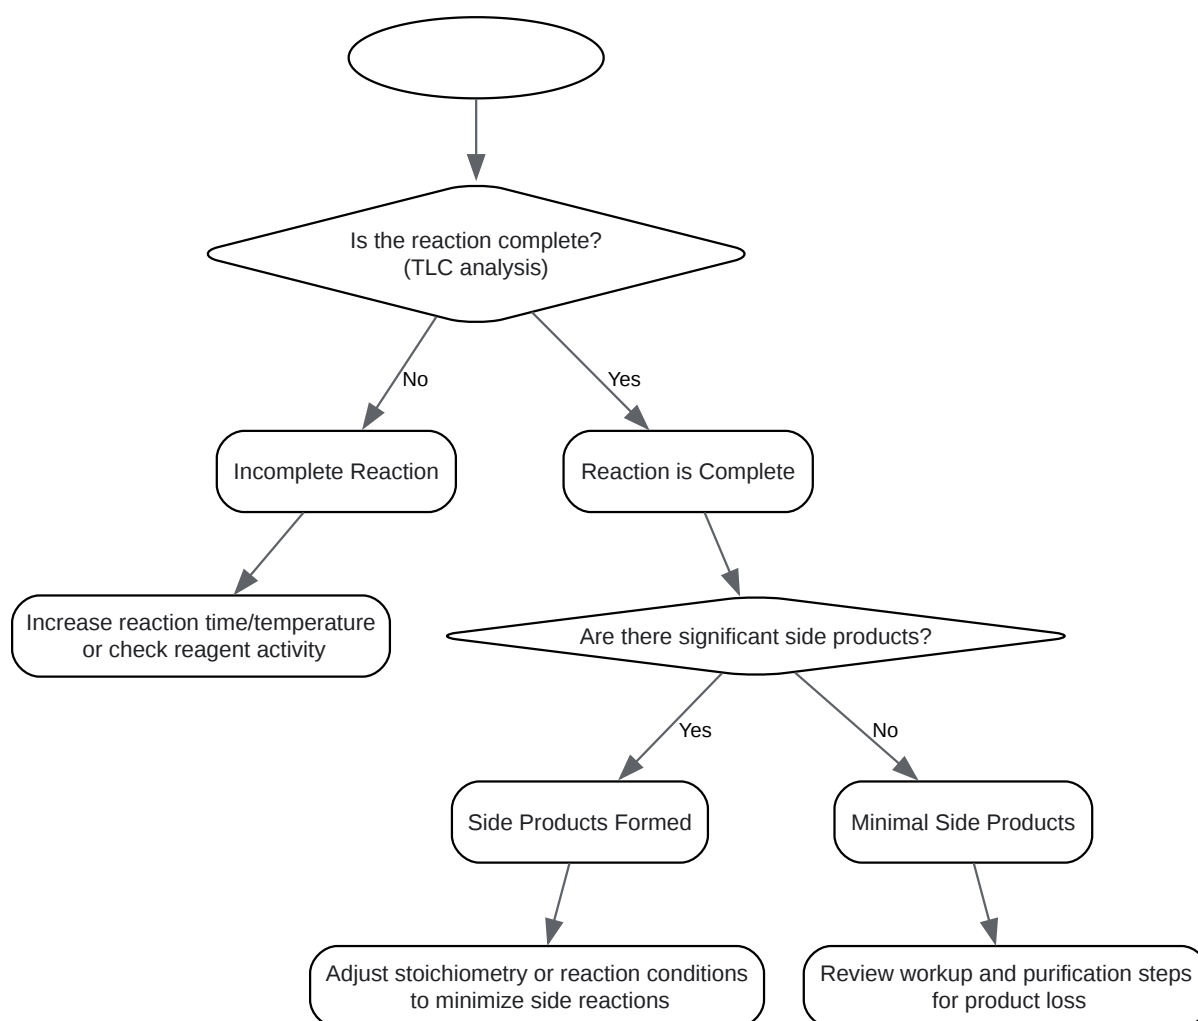 Is the reaction complete?
(TLC analysis)
No
Yes
Incomplete Reaction
Reaction is Complete
Increase reaction time/temperature
or check reagent activity
Are there significant side products?
Yes
No
Side Products Formed
Minimal Side Products
Adjust stoichiometry or reaction conditions
to minimize side reactions
Review workup and purification steps
for product loss